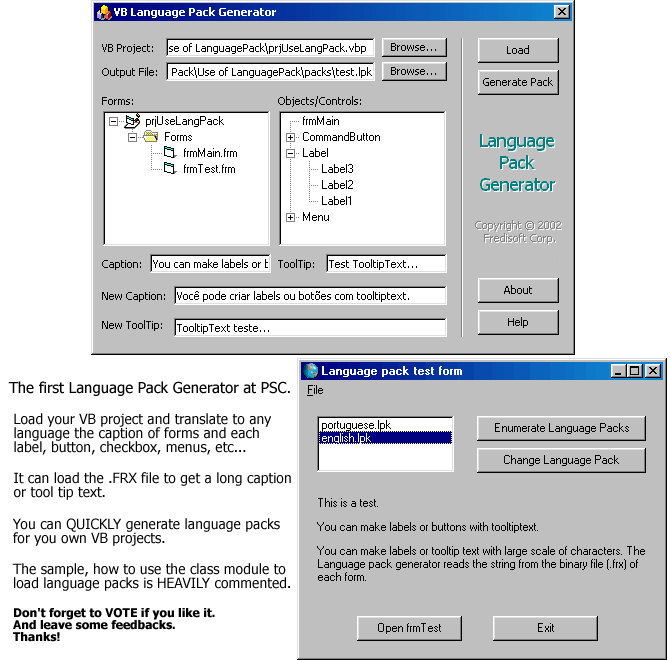 VB Language Pack Generator
VB Project: se of LanguagePack\prjUseLangPack.vbp Browse...
Output File: Pack\Use of LanguagePack\packs\test.lpk Browse...
Load
Generate Pack
Forms:
prjUseLangPack
Forms
frmMain.frm
frmTest.frm
Objects/Controls:
frmMain
CommandButton
Label
Label3
Label2
Label1
Menu
Language
Pack
Generator
Copyright © 2002
Fredisoft Corp.
Caption: You can make labels or b ToolTip: Test TooltipText...
New Caption: Você pode criar labels ou botões com tooltiptext.
New ToolTip: TooltipText teste...
About
Help
The first Language Pack Generator at PSC.
Load your VB project and translate to any
language the caption of forms and each
label, button, checkbox, menus, etc...
It can load the .FRX file to get a long caption
or tool tip text.
You can QUICKLY generate language packs
for you own VB projects.
The sample, how to use the class module to
load language packs is HEAVILY commented.
Don't forget to VOTE if you like it.
And leave some feedbacks.
Thanks!
Language pack test form
File
portuguese.lpk
english.lpk
Enumerate Language Packs
Change Language Pack
This is a test.
You can make labels or buttons with tooltiptext.
You can make labels or tooltip text with large scale of characters. The
Language pack generator reads the string from the binary file (.frx) of
each form.
Open frmTest
Exit